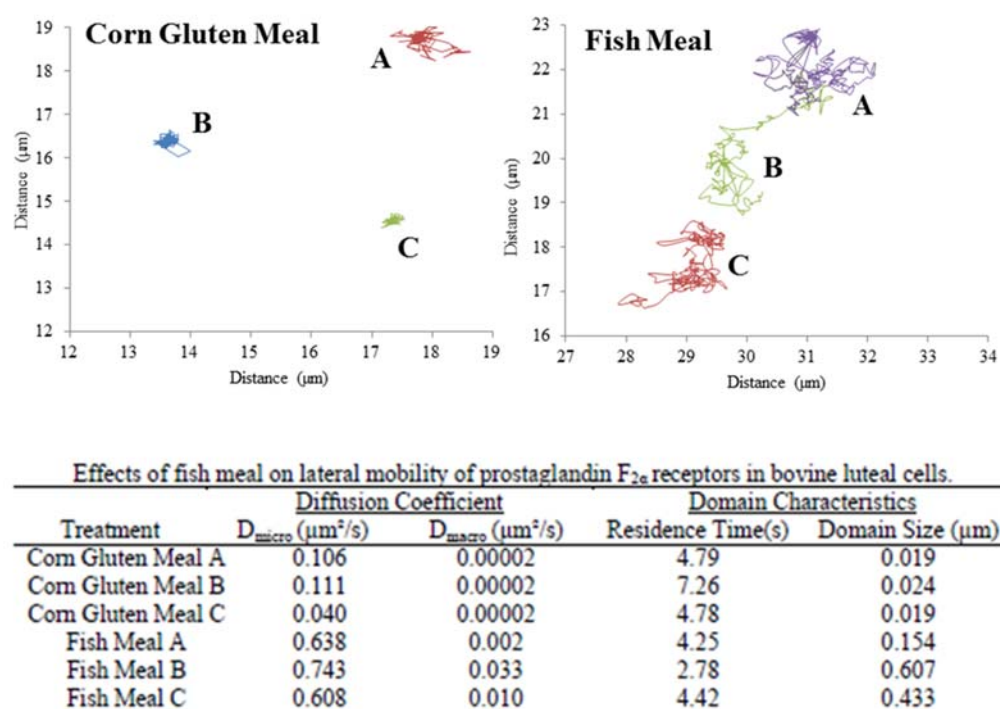 Corn Gluten Meal
19
18
17
16
15
14
13
12
Distance (µm)
A
B
C
12 13 14 15 16 17 18 19
Distance (µm)
Fish Meal
23
22
21
20
19
18
17
16
Distance (µm)
A
B
C
27 28 29 30 31 32 33 34
Distance (µm)
Effects of fish meal on lateral mobility of prostaglandin F2α receptors in bovine luteal cells.
Diffusion Coefficient Domain Characteristics
Treatment Dmicro (µm²/s) Dmacro (µm²/s) Residence Time(s) Domain Size (µm)
Corn Gluten Meal A 0.106 0.00002 4.79 0.019
Corn Gluten Meal B 0.111 0.00002 7.26 0.024
Corn Gluten Meal C 0.040 0.00002 4.78 0.019
Fish Meal A 0.638 0.002 4.25 0.154
Fish Meal B 0.743 0.033 2.78 0.607
Fish Meal C 0.608 0.010 4.42 0.433